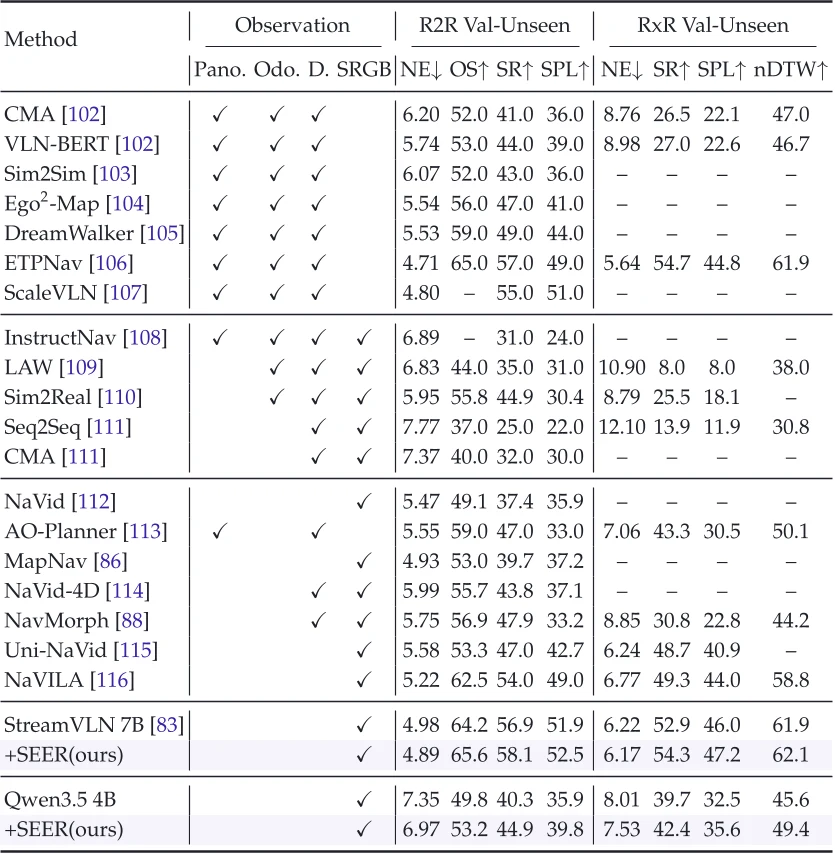 Method Observation R2R Val-Unseen RxR Val-Unseen
Pano. Odo. D. SRGB NE↓ OS↑ SR↑ SPL↑ NE↓ SR↑ SPL↑ nDTW↑
CMA [102] ✓ ✓ ✓ 6.20 52.0 41.0 36.0 8.76 26.5 22.1 47.0
VLN-BERT [102] ✓ ✓ ✓ 5.74 53.0 44.0 39.0 8.98 27.0 22.6 46.7
Sim2Sim [103] ✓ ✓ ✓ 6.07 52.0 43.0 36.0 – – – –
Ego²-Map [104] ✓ ✓ ✓ 5.54 56.0 47.0 41.0 – – – –
DreamWalker [105] ✓ ✓ ✓ 5.53 59.0 49.0 44.0 – – – –
ETPNav [106] ✓ ✓ ✓ 4.71 65.0 57.0 49.0 5.64 54.7 44.8 61.9
ScaleVLN [107] ✓ ✓ ✓ 4.80 – 55.0 51.0 – – – –
InstructNav [108] ✓ ✓ ✓ ✓ 6.89 – 31.0 24.0 – – – –
LAW [109] ✓ ✓ ✓ 6.83 44.0 35.0 31.0 10.90 8.0 8.0 38.0
Sim2Real [110] ✓ ✓ ✓ 5.95 55.8 44.9 30.4 8.79 25.5 18.1 –
Seq2Seq [111] ✓ ✓ 7.77 37.0 25.0 22.0 12.10 13.9 11.9 30.8
CMA [111] ✓ ✓ 7.37 40.0 32.0 30.0 – – – –
NaVid [112] ✓ 5.47 49.1 37.4 35.9 – – – –
AO-Planner [113] ✓ ✓ 5.55 59.0 47.0 33.0 7.06 43.3 30.5 50.1
MapNav [86] ✓ 4.93 53.0 39.7 37.2 – – – –
NaVid-4D [114] ✓ ✓ 5.99 55.7 43.8 37.1 – – – –
NavMorph [88] ✓ ✓ 5.75 56.9 47.9 33.2 8.85 30.8 22.8 44.2
Uni-NaVid [115] ✓ 5.58 53.3 47.0 42.7 6.24 48.7 40.9 –
NaVILA [116] ✓ 5.22 62.5 54.0 49.0 6.77 49.3 44.0 58.8
StreamVLN 7B [83] ✓ 4.98 64.2 56.9 51.9 6.22 52.9 46.0 61.9
+SEER(ours) ✓ 4.89 65.6 58.1 52.5 6.17 54.3 47.2 62.1
Qwen3.5 4B ✓ 7.35 49.8 40.3 35.9 8.01 39.7 32.5 45.6
+SEER(ours) ✓ 6.97 53.2 44.9 39.8 7.53 42.4 35.6 49.4